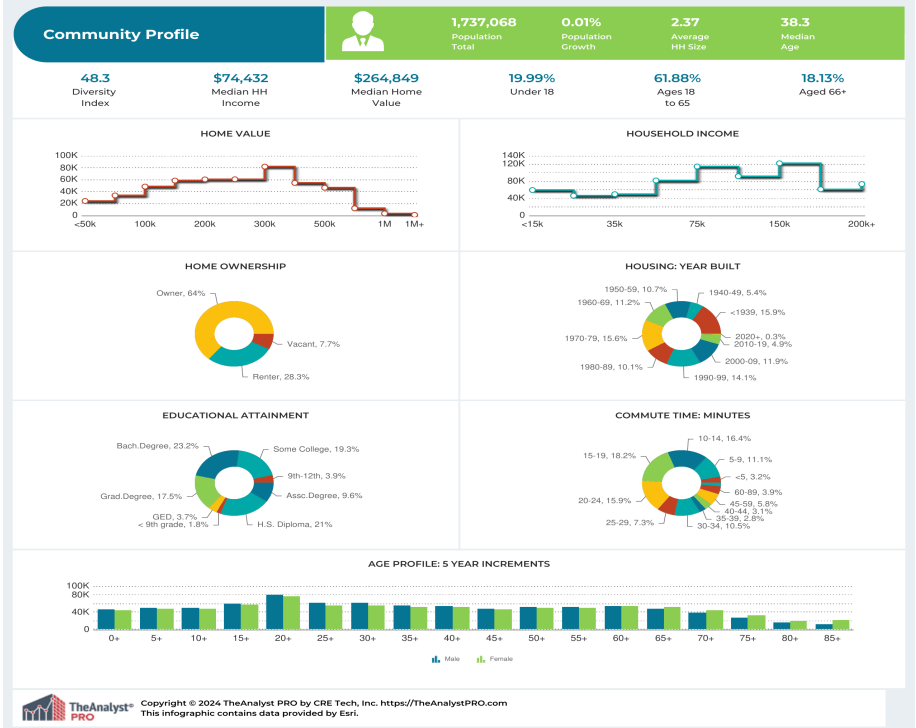 Community Profile
1,737,068
Population
Total
0.01%
Population
Growth
2.37
Average
HH Size
38.3
Median
Age
48.3
Diversity
Index
$74,432
Median HH
Income
$264,849
Median Home
Value
19.99%
Under 18
61.88%
Ages 18
to 65
18.13%
Aged 66+
HOME VALUE
100K
80K
60K
40K
20K
0
<50k 100k 200k 300k 500k 1M 1M+
HOUSEHOLD INCOME
140K
120K
80K
40K
0
<15k 35k 75k 150k 200k+
HOME OWNERSHIP
Owner, 64%
Vacant, 7.7%
Renter, 28.3%
HOUSING: YEAR BUILT
1950-59, 10.7%
1940-49, 5.4%
1960-69, 11.2%
<1939, 15.9%
1970-79, 15.6%
2020+, 0.3%
2010-19, 4.9%
2000-09, 11.9%
1980-89, 10.1%
1990-99, 14.1%
EDUCATIONAL ATTAINMENT
Bach.Degree, 23.2%
Some College, 19.3%
9th-12th, 3.9%
Grad.Degree, 17.5%
Assc.Degree, 9.6%
GED, 3.7%
< 9th grade, 1.8%
H.S. Diploma, 21%
COMMUTE TIME: MINUTES
10-14, 16.4%
15-19, 18.2%
5-9, 11.1%
<5, 3.2%
60-89, 3.9%
20-24, 15.9%
45-59, 5.8%
40-44, 3.1%
35-39, 2.8%
25-29, 7.3%
30-34, 10.5%
AGE PROFILE: 5 YEAR INCREMENTS
100K
80K
40K
0
0+ 5+ 10+ 15+ 20+ 25+ 30+ 35+ 40+ 45+ 50+ 55+ 60+ 65+ 70+ 75+ 80+ 85+
Male Female
TheAnalyst®
PRO
Copyright © 2024 TheAnalyst PRO by CRE Tech, Inc. https://TheAnalystPRO.com
This infographic contains data provided by Esri.